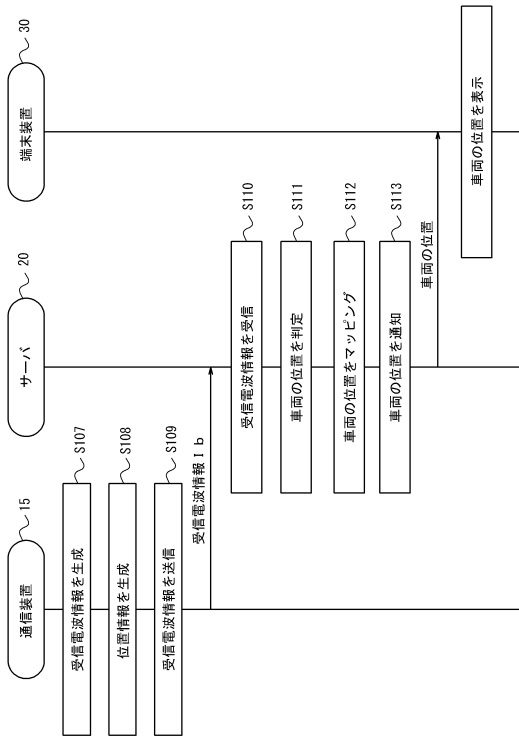 通信装置
15
サーバ
20
端末装置
30
受信電波情報を生成
S107
位置情報を生成
S108
受信電波情報を送信
S109
受信電波情報Ｉｂ
受信電波情報を受信
S110
車両の位置を判定
S111
車両の位置をマッピング
S112
車両の位置を通知
S113
車両の位置
車両の位置を表示